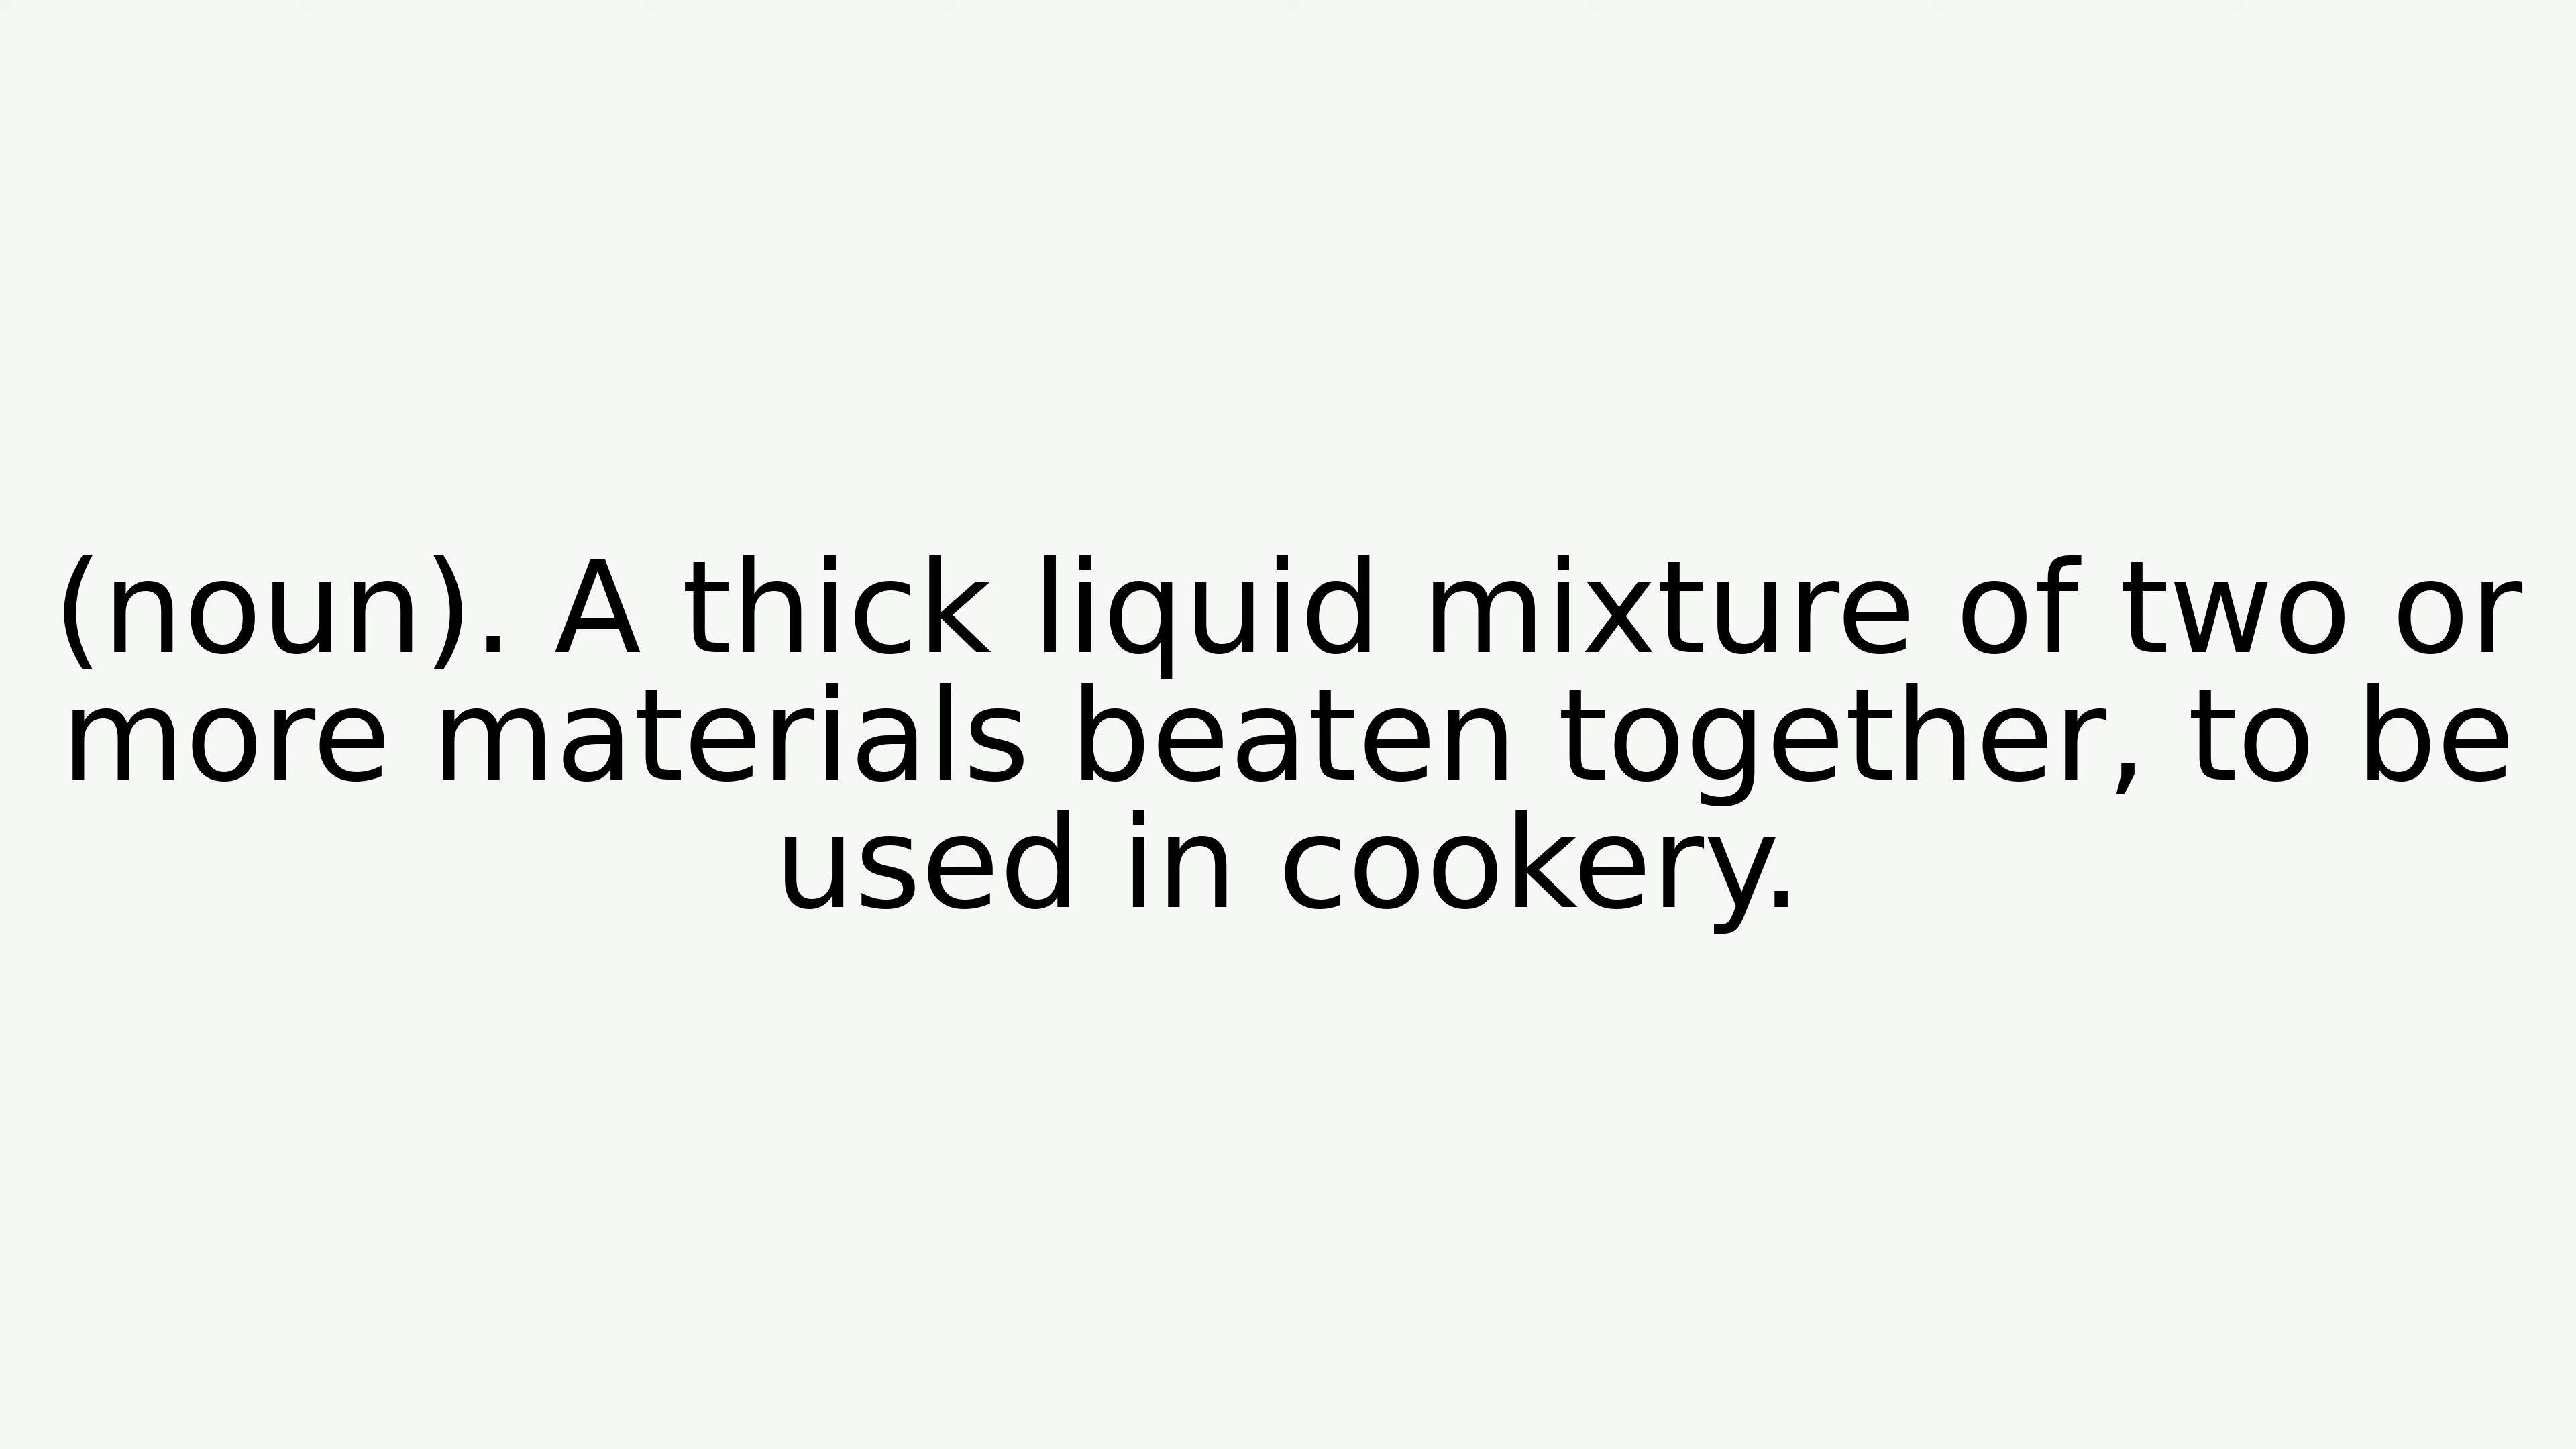 (noun). A thick liquid mixture of two or
more materials beaten together, to be
used in cookery.